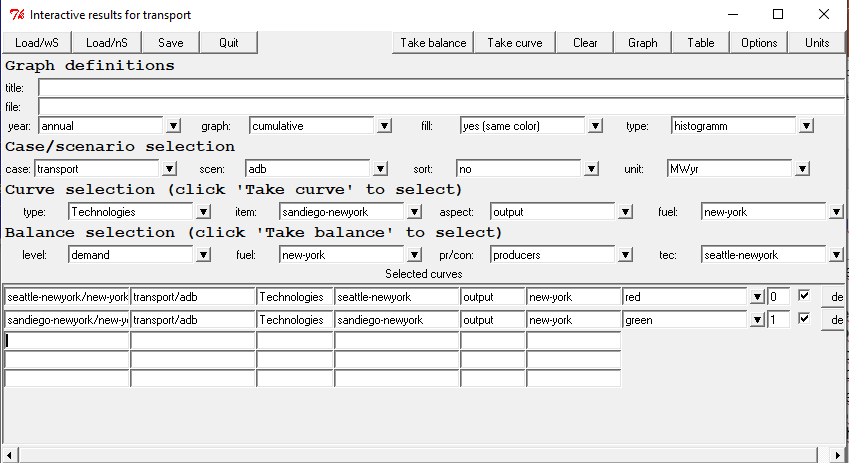 Interactive results for transport
Load/wS Load/nS Save Quit Take balance Take curve Clear Graph Table Options Units
Graph definitions
title:
file:
year: annual graph: cumulative fill: yes (same color) type: histogramm
Case/scenario selection
case: transport scen: adb sort: no unit: MWyr
Curve selection (click 'Take curve' to select)
type: Technologies item: sandiego-newyork aspect: output fuel: new-york
Balance selection (click 'Take balance' to select)
level: demand fuel: new-york pr/con: producers tec: seattle-newyork
Selected curves
seattle-newyork/new-york transport/adb Technologies seattle-newyork output new-york red 0 de
sandiego-newyork/new-y transport/adb Technologies sandiego-newyork output new-york green 1 de